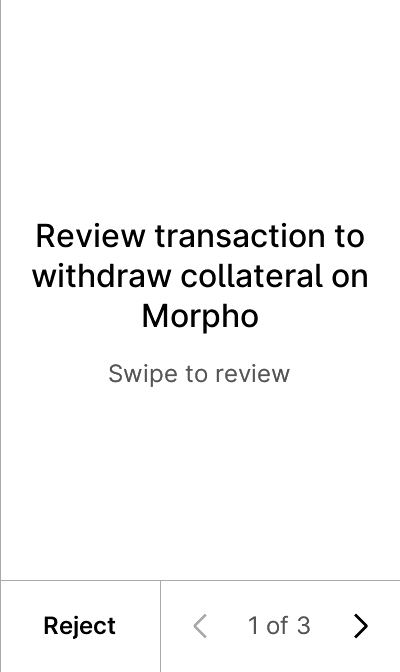 Review transaction to
withdraw collateral on
Morpho
Swipe to review
Reject
1 of 3